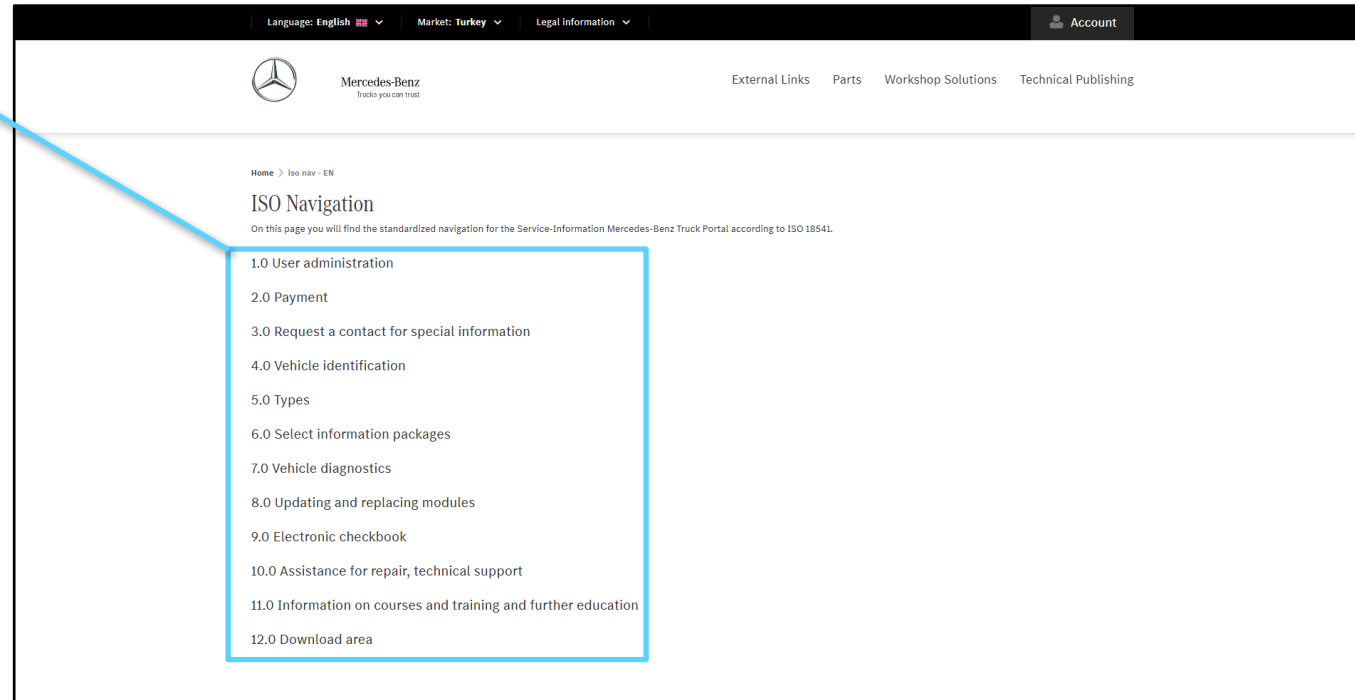 Language: English Market: Turkey Legal information Account
Mercedes-Benz
Trucks you can trust
External Links Parts Workshop Solutions Technical Publishing
Home > iso nav - EN
ISO Navigation
On this page you will find the standardized navigation for the Service-Information Mercedes-Benz Truck Portal according to ISO 18541.
1.0 User administration
2.0 Payment
3.0 Request a contact for special information
4.0 Vehicle identification
5.0 Types
6.0 Select information packages
7.0 Vehicle diagnostics
8.0 Updating and replacing modules
9.0 Electronic checkbook
10.0 Assistance for repair, technical support
11.0 Information on courses and training and further education
12.0 Download area